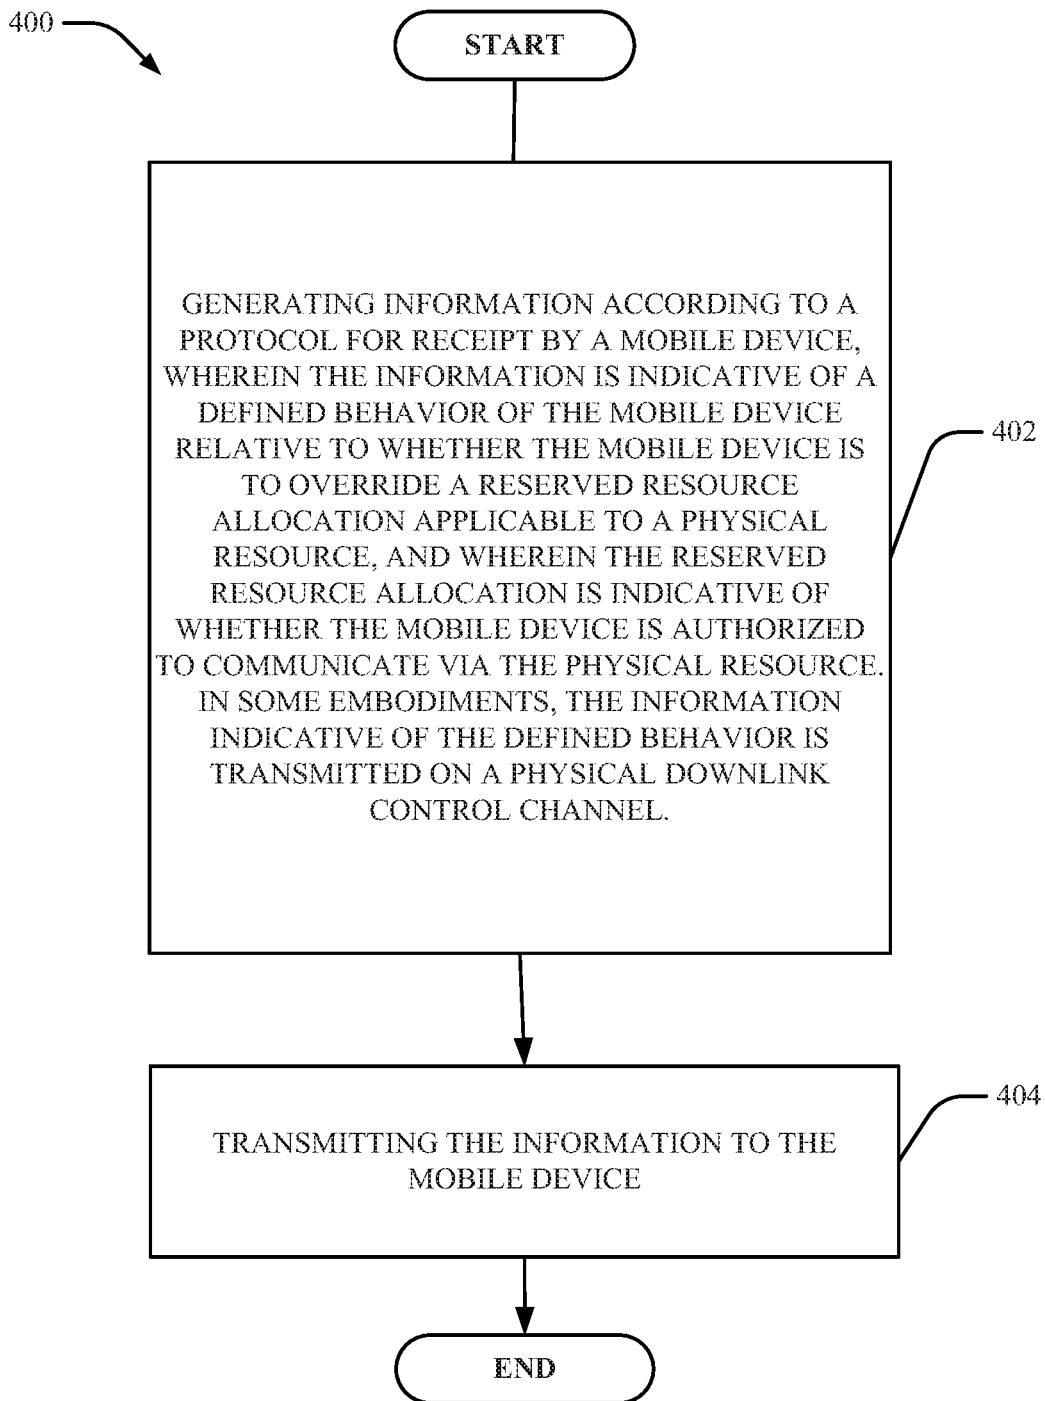 400
START
GENERATING INFORMATION ACCORDING TO A
PROTOCOL FOR RECEIPT BY A MOBILE DEVICE,
WHEREIN THE INFORMATION IS INDICATIVE OF A
DEFINED BEHAVIOR OF THE MOBILE DEVICE
RELATIVE TO WHETHER THE MOBILE DEVICE IS
TO OVERRIDE A RESERVED RESOURCE
ALLOCATION APPLICABLE TO A PHYSICAL
RESOURCE, AND WHEREIN THE RESERVED
RESOURCE ALLOCATION IS INDICATIVE OF
WHETHER THE MOBILE DEVICE IS AUTHORIZED
TO COMMUNICATE VIA THE PHYSICAL RESOURCE.
IN SOME EMBODIMENTS, THE INFORMATION
INDICATIVE OF THE DEFINED BEHAVIOR IS
TRANSMITTED ON A PHYSICAL DOWNLINK
CONTROL CHANNEL.
402
TRANSMITTING THE INFORMATION TO THE
MOBILE DEVICE
404
END